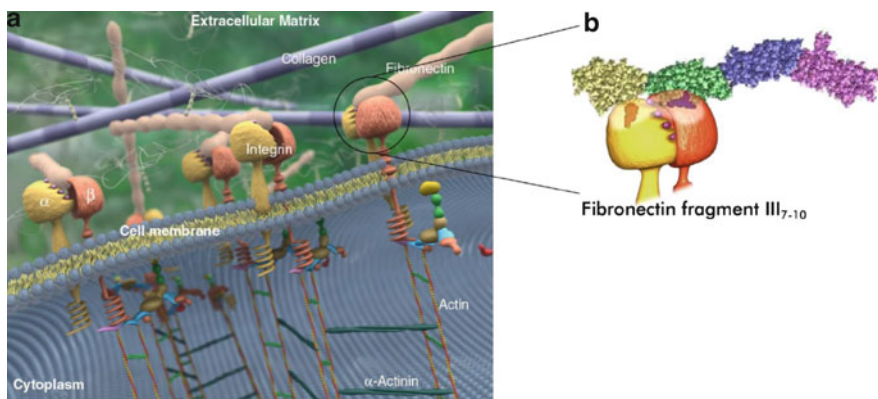 a
Extracellular Matrix
Collagen
Fibronectin
Integrin
α
β
Cell membrane
Actin
α-Actinin
Cytoplasm
b
Fibronectin fragment III7-10